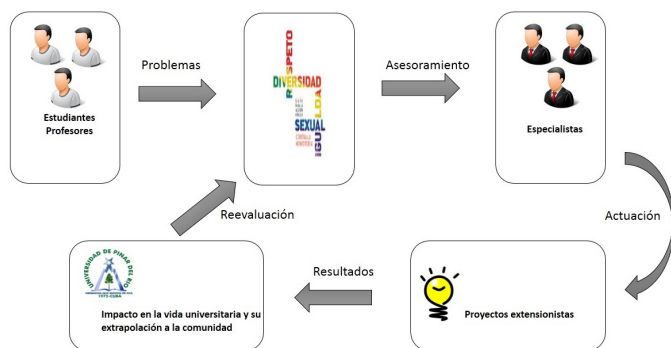 Estudiantes
Profesores
Problemas
RESPETO
DIVERSIDAD
SEXUAL
IGUALDAD
Asesoramiento
Especialistas
Actuación
Proyectos extensionistas
Resultados
UNIVERSIDAD DE PINAR DEL RIO
1972-CUBA
Impacto en la vida universitaria y su
extrapolación a la comunidad
Reevaluación